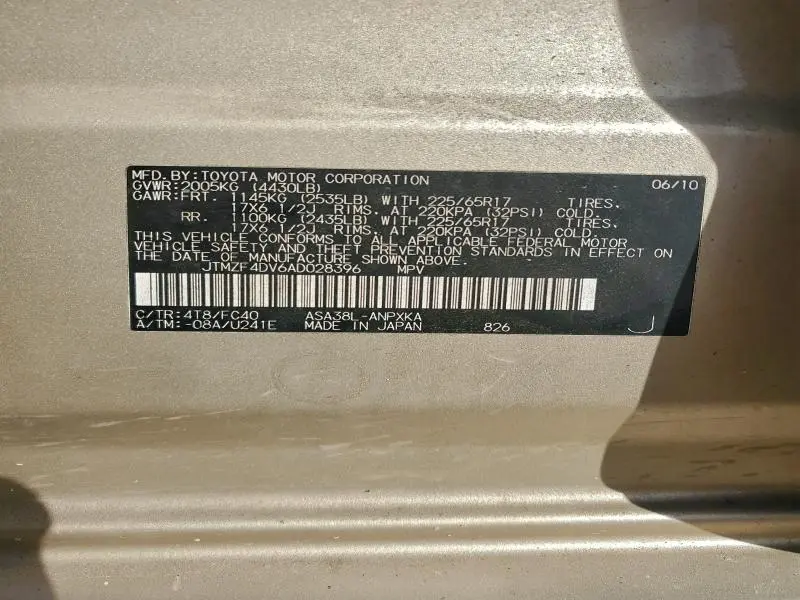 MFD. BY: TOYOTA MOTOR CORPORATION 06/10
GVWR: 2005KG (4430LB)
GAWR: FRT. 1145KG (2535LB) WITH 225/65R17 TIRES,
17X6 1/2J RIMS, AT 220KPA (32PSI) COLD.
RR. 1100KG (2435LB) WITH 225/65R17 TIRES,
17X6 1/2J RIMS, AT 220KPA (32PSI) COLD.
THIS VEHICLE CONFORMS TO ALL APPLICABLE FEDERAL MOTOR
VEHICLE SAFETY AND THEFT PREVENTION STANDARDS IN EFFECT ON
THE DATE OF MANUFACTURE SHOWN ABOVE.
JTMZF4DV6AD028396 MPV
C/TR: 4T8/FC40 ASA38L-ANPXKA
A/TM: -08A/U241E MADE IN JAPAN 826 J